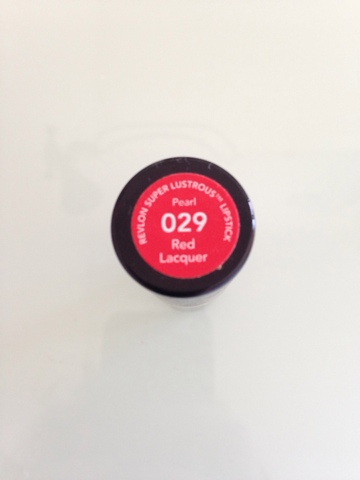 REVLON SUPER LUSTROUS™ LIPSTICK
Pearl
029
Red
Lacquer